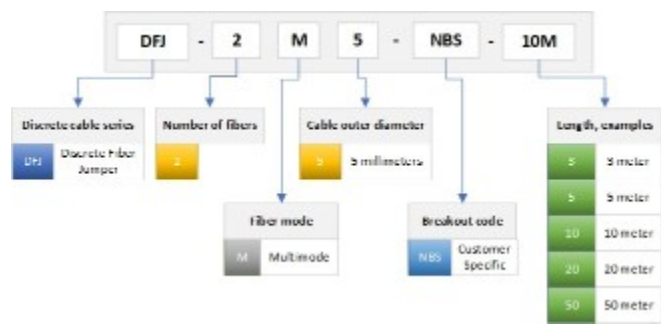 DFJ - 2 M 5 - NBS - 10M
Discrete cable series
DFJ Discrete Fiber
Jumper
Number of fibers
2
Cable outer diameter
5 5 millimeters
Length, examples
3 3 meter
5 5 meter
10 10 meter
20 20 meter
50 50 meter
Fiber mode
M Multimode
Breakout code
NBS Customer
Specific